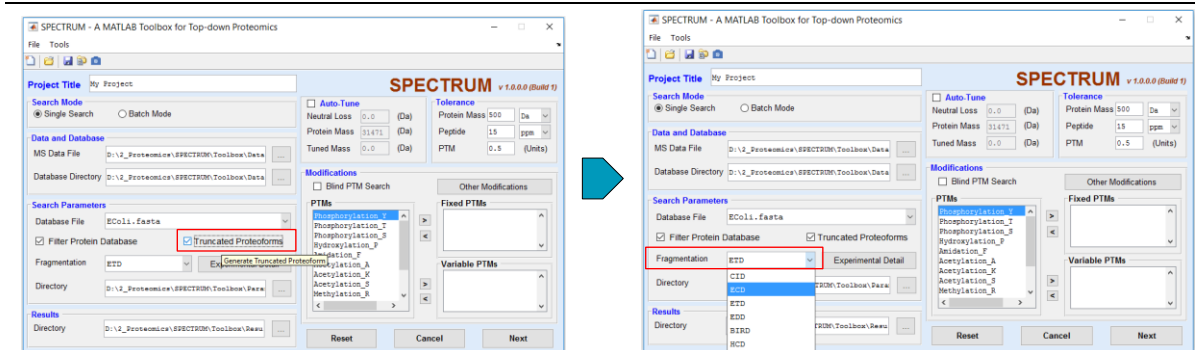 SPECTRUM - A MATLAB Toolbox for Top-down Proteomics
File Tools
Project Title My Project
SPECTRUM v 1.0.0.0 (Build 1)
Search Mode
Single Search Batch Mode
Auto-Tune
Neutral Loss 0.0 (Da)
Protein Mass 31471 (Da)
Tuned Mass 0.0 (Da)
Tolerance
Protein Mass 500 Da
Peptide 15 ppm
PTM 0.5 (Units)
Data and Database
MS Data File D:\2_Proteomics\SPECTRUM\Toolbox\Data ...
Database Directory D:\2_Proteomics\SPECTRUM\Toolbox\Data ...
Modifications
Blind PTM Search Other Modifications
PTMs
Phosphorylation_Y
Phosphorylation_T
Phosphorylation_S
Hydroxylation_P
Amidation_F
Acetylation_A
Acetylation_K
Acetylation_S
Methylation_R
> <
> <
Fixed PTMs
Variable PTMs
Search Parameters
Database File EColi.fasta
Filter Protein Database Truncated Proteoforms
Generate Truncated Proteoform
Fragmentation ETD Experimental Detail
Directory D:\2_Proteomics\SPECTRUM\Toolbox\Para ...
Results
Directory D:\2_Proteomics\SPECTRUM\Toolbox\Resu ...
Reset Cancel Next
SPECTRUM - A MATLAB Toolbox for Top-down Proteomics
File Tools
Project Title My Project
SPECTRUM v 1.0.0.0 (Build 1)
Search Mode
Single Search Batch Mode
Auto-Tune
Neutral Loss 0.0 (Da)
Protein Mass 31471 (Da)
Tuned Mass 0.0 (Da)
Tolerance
Protein Mass 500 Da
Peptide 15 ppm
PTM 0.5 (Units)
Data and Database
MS Data File D:\2_Proteomics\SPECTRUM\Toolbox\Data ...
Database Directory D:\2_Proteomics\SPECTRUM\Toolbox\Data ...
Modifications
Blind PTM Search Other Modifications
PTMs
Phosphorylation_Y
Phosphorylation_T
Phosphorylation_S
Hydroxylation_P
Amidation_F
Acetylation_A
Acetylation_K
Acetylation_S
Methylation_R
> <
> <
Fixed PTMs
Variable PTMs
Search Parameters
Database File EColi.fasta
Filter Protein Database Truncated Proteoforms
Fragmentation ETD Experimental Detail
CID
ECD
ETD
EDD
BIRD
HCD
Directory TRUM\Toolbox\Para ...
Results
Directory TRUM\Toolbox\Resu ...
Reset Cancel Next